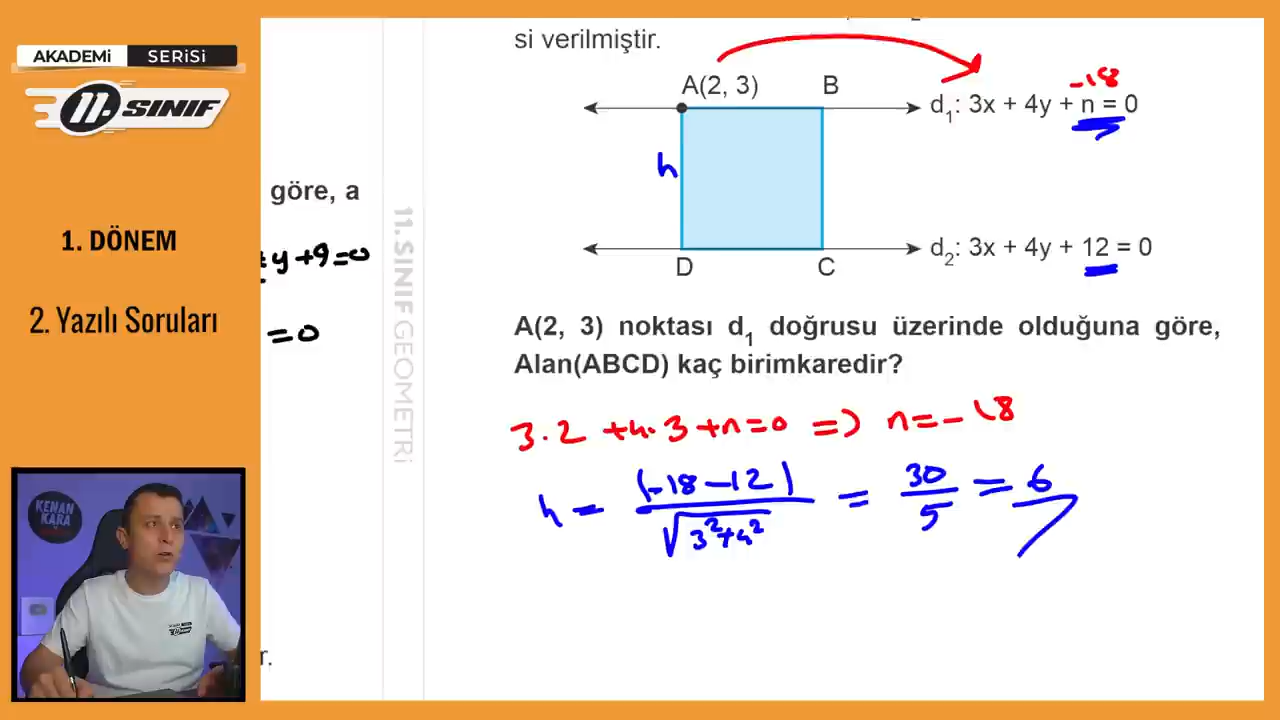 AKADEMİ SERİSİ
11. SINIF
1. DÖNEM
2. Yazılı Soruları
KENAN KARA
göre, a
y+9=0
=0
r.
11. SINIF GEOMETRİ
si verilmiştir.
A(2, 3) B
-18
d1: 3x + 4y + n = 0
h
d2: 3x + 4y + 12 = 0
D C
A(2, 3) noktası d1 doğrusu üzerinde olduğuna göre,
Alan(ABCD) kaç birimkaredir?
3.2 +4.3 +n=0 => n=-18
h = |-18-12| / √3²+4² = 30/5 = 6